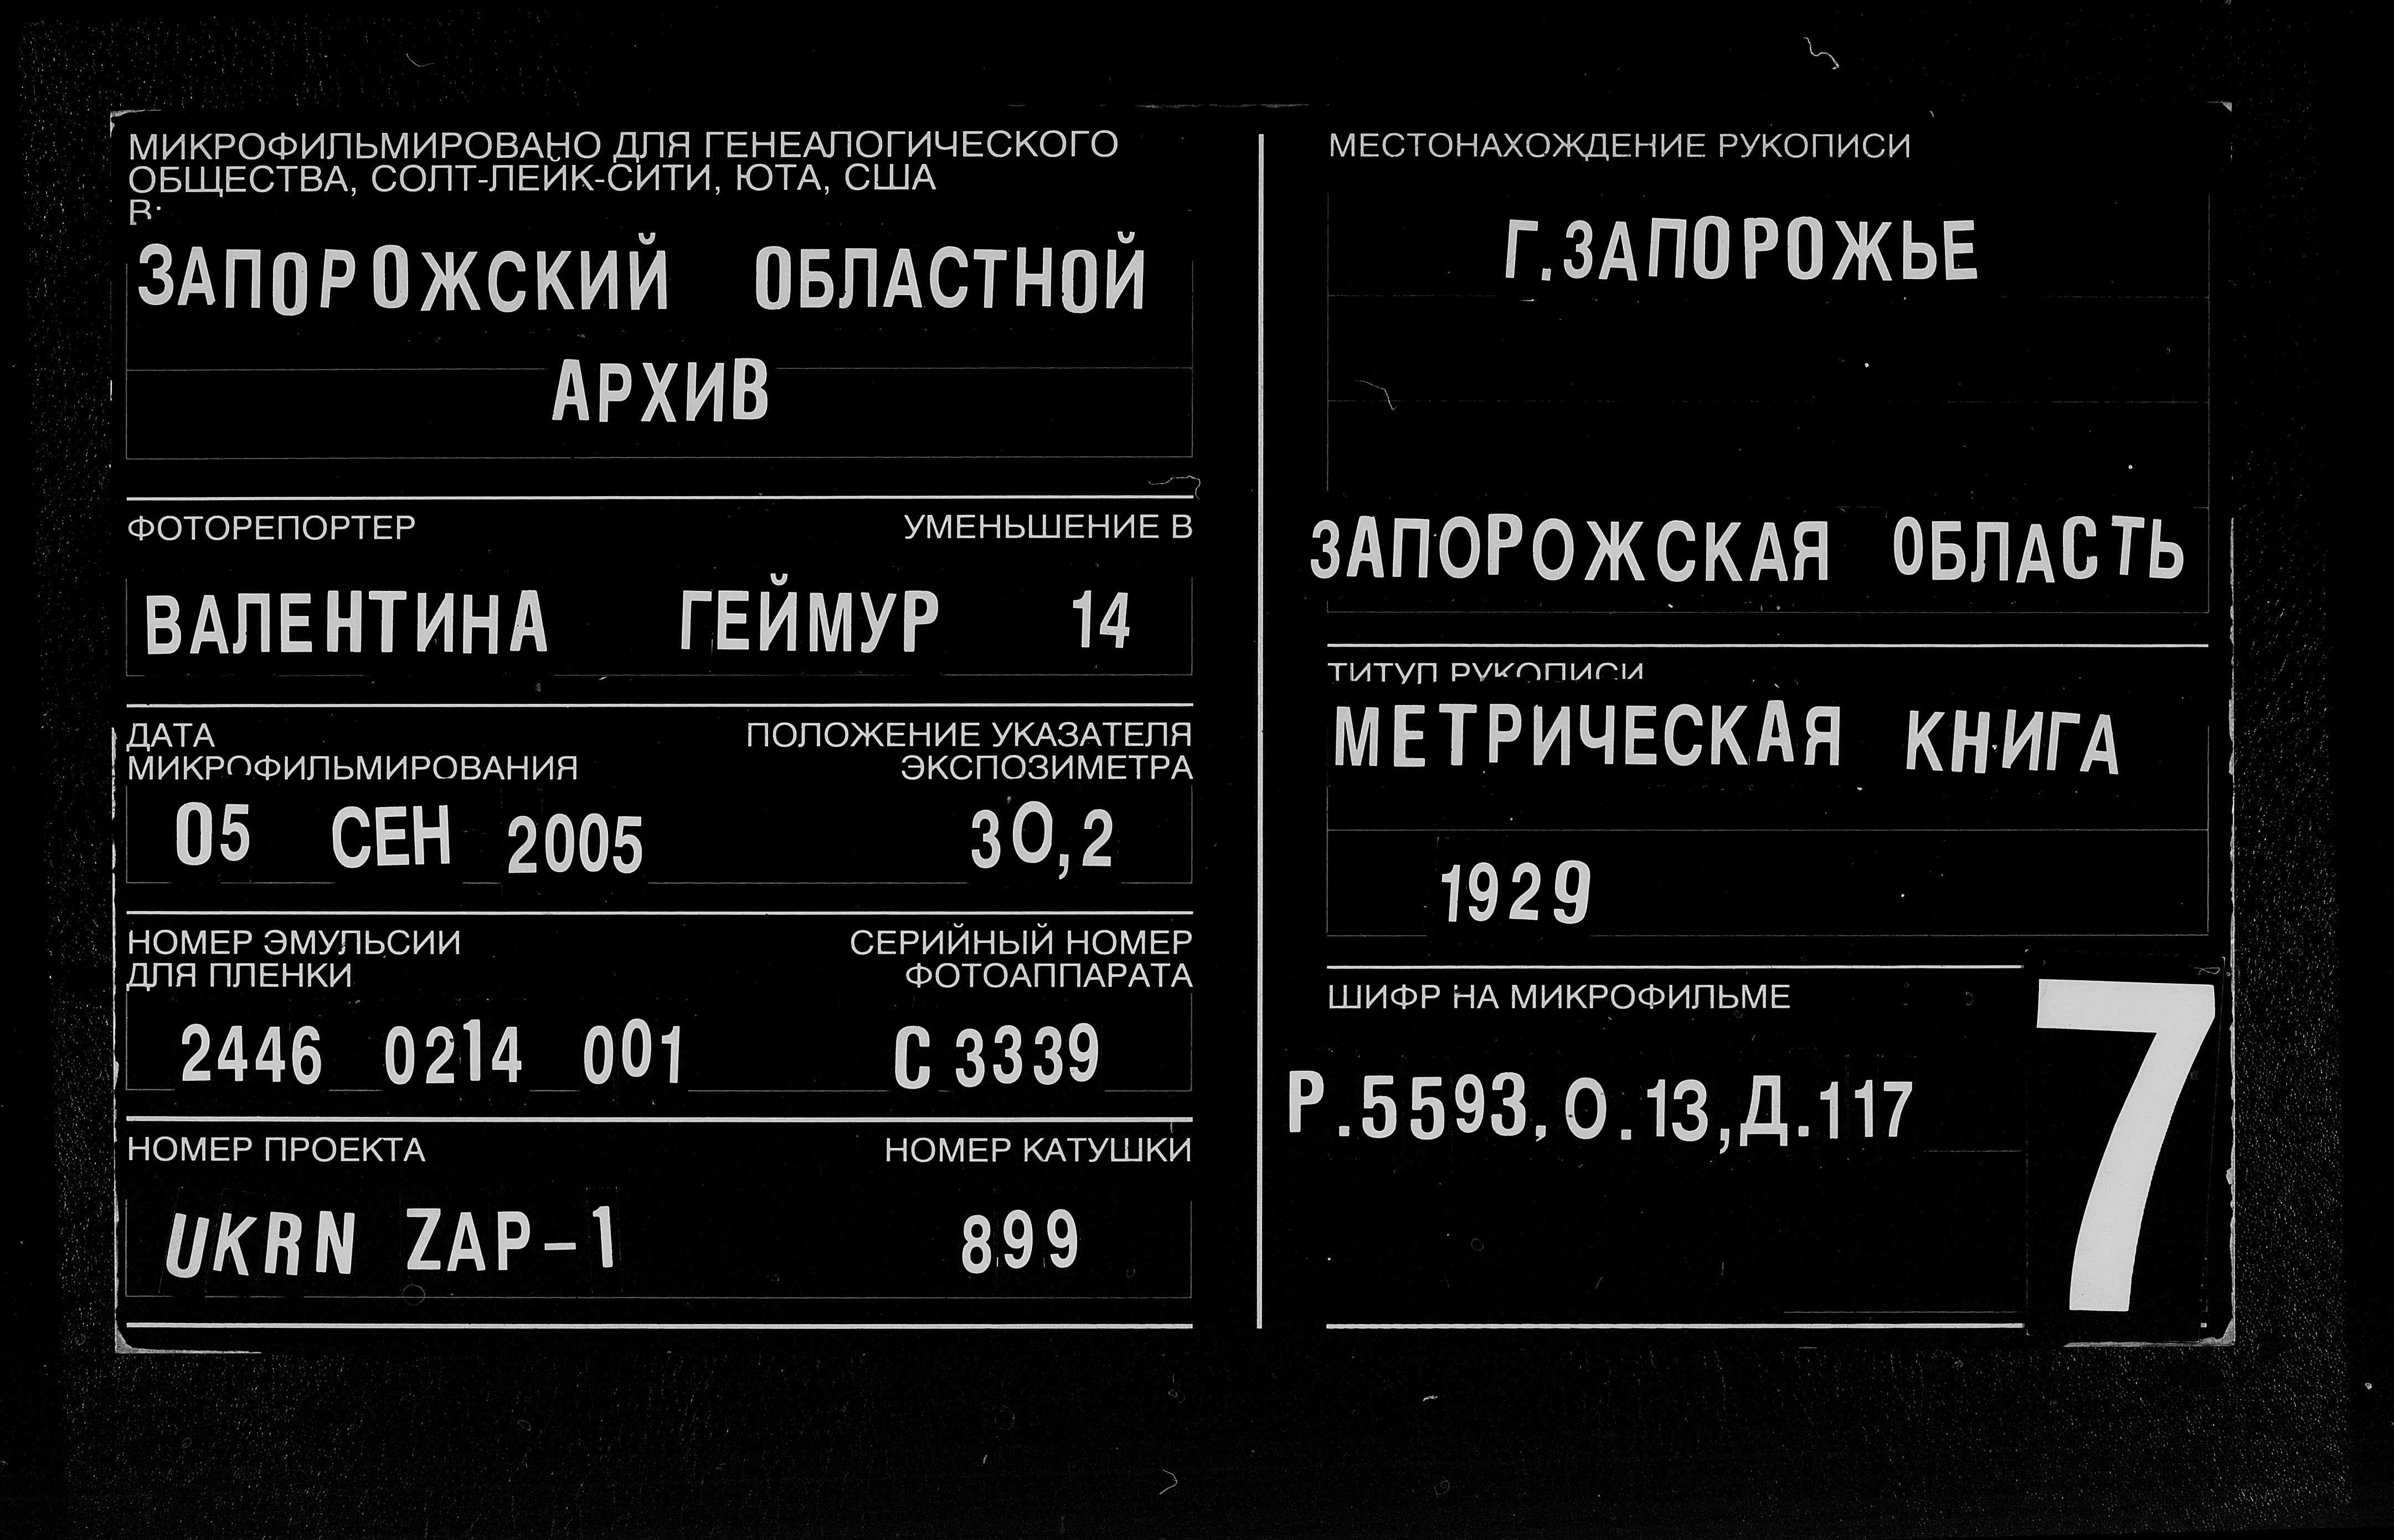 МИКРОФИЛЬМИРОВАНО ДЛЯ ГЕНЕАЛОГИЧЕСКОГО
ОБЩЕСТВА, СОЛТ-ЛЕЙК-СИТИ, ЮТА, США
В:
ЗАПОРОЖСКИЙ ОБЛАСТНОЙ
АРХИВ
ФОТОРЕПОРТЕР УМЕНЬШЕНИЕ В
ВАЛЕНТИНА ГЕЙМУР 14
ДАТА ПОЛОЖЕНИЕ УКАЗАТЕЛЯ
МИКРОФИЛЬМИРОВАНИЯ ЭКСПОЗИМЕТРА
05 СЕН 2005 30,2
НОМЕР ЭМУЛЬСИИ СЕРИЙНЫЙ НОМЕР
ДЛЯ ПЛЕНКИ ФОТОАППАРАТА
2446 0214 001 С 3339
НОМЕР ПРОЕКТА НОМЕР КАТУШКИ
UKRN ZAP-1 899
МЕСТОНАХОЖДЕНИЕ РУКОПИСИ
Г.ЗАПОРОЖЬЕ
ЗАПОРОЖСКАЯ ОБЛАСТЬ
ТИТУЛ РУКОПИСИ
МЕТРИЧЕСКАЯ КНИГА
1929
ШИФР НА МИКРОФИЛЬМЕ
Р.5593,О.13,Д.117
7